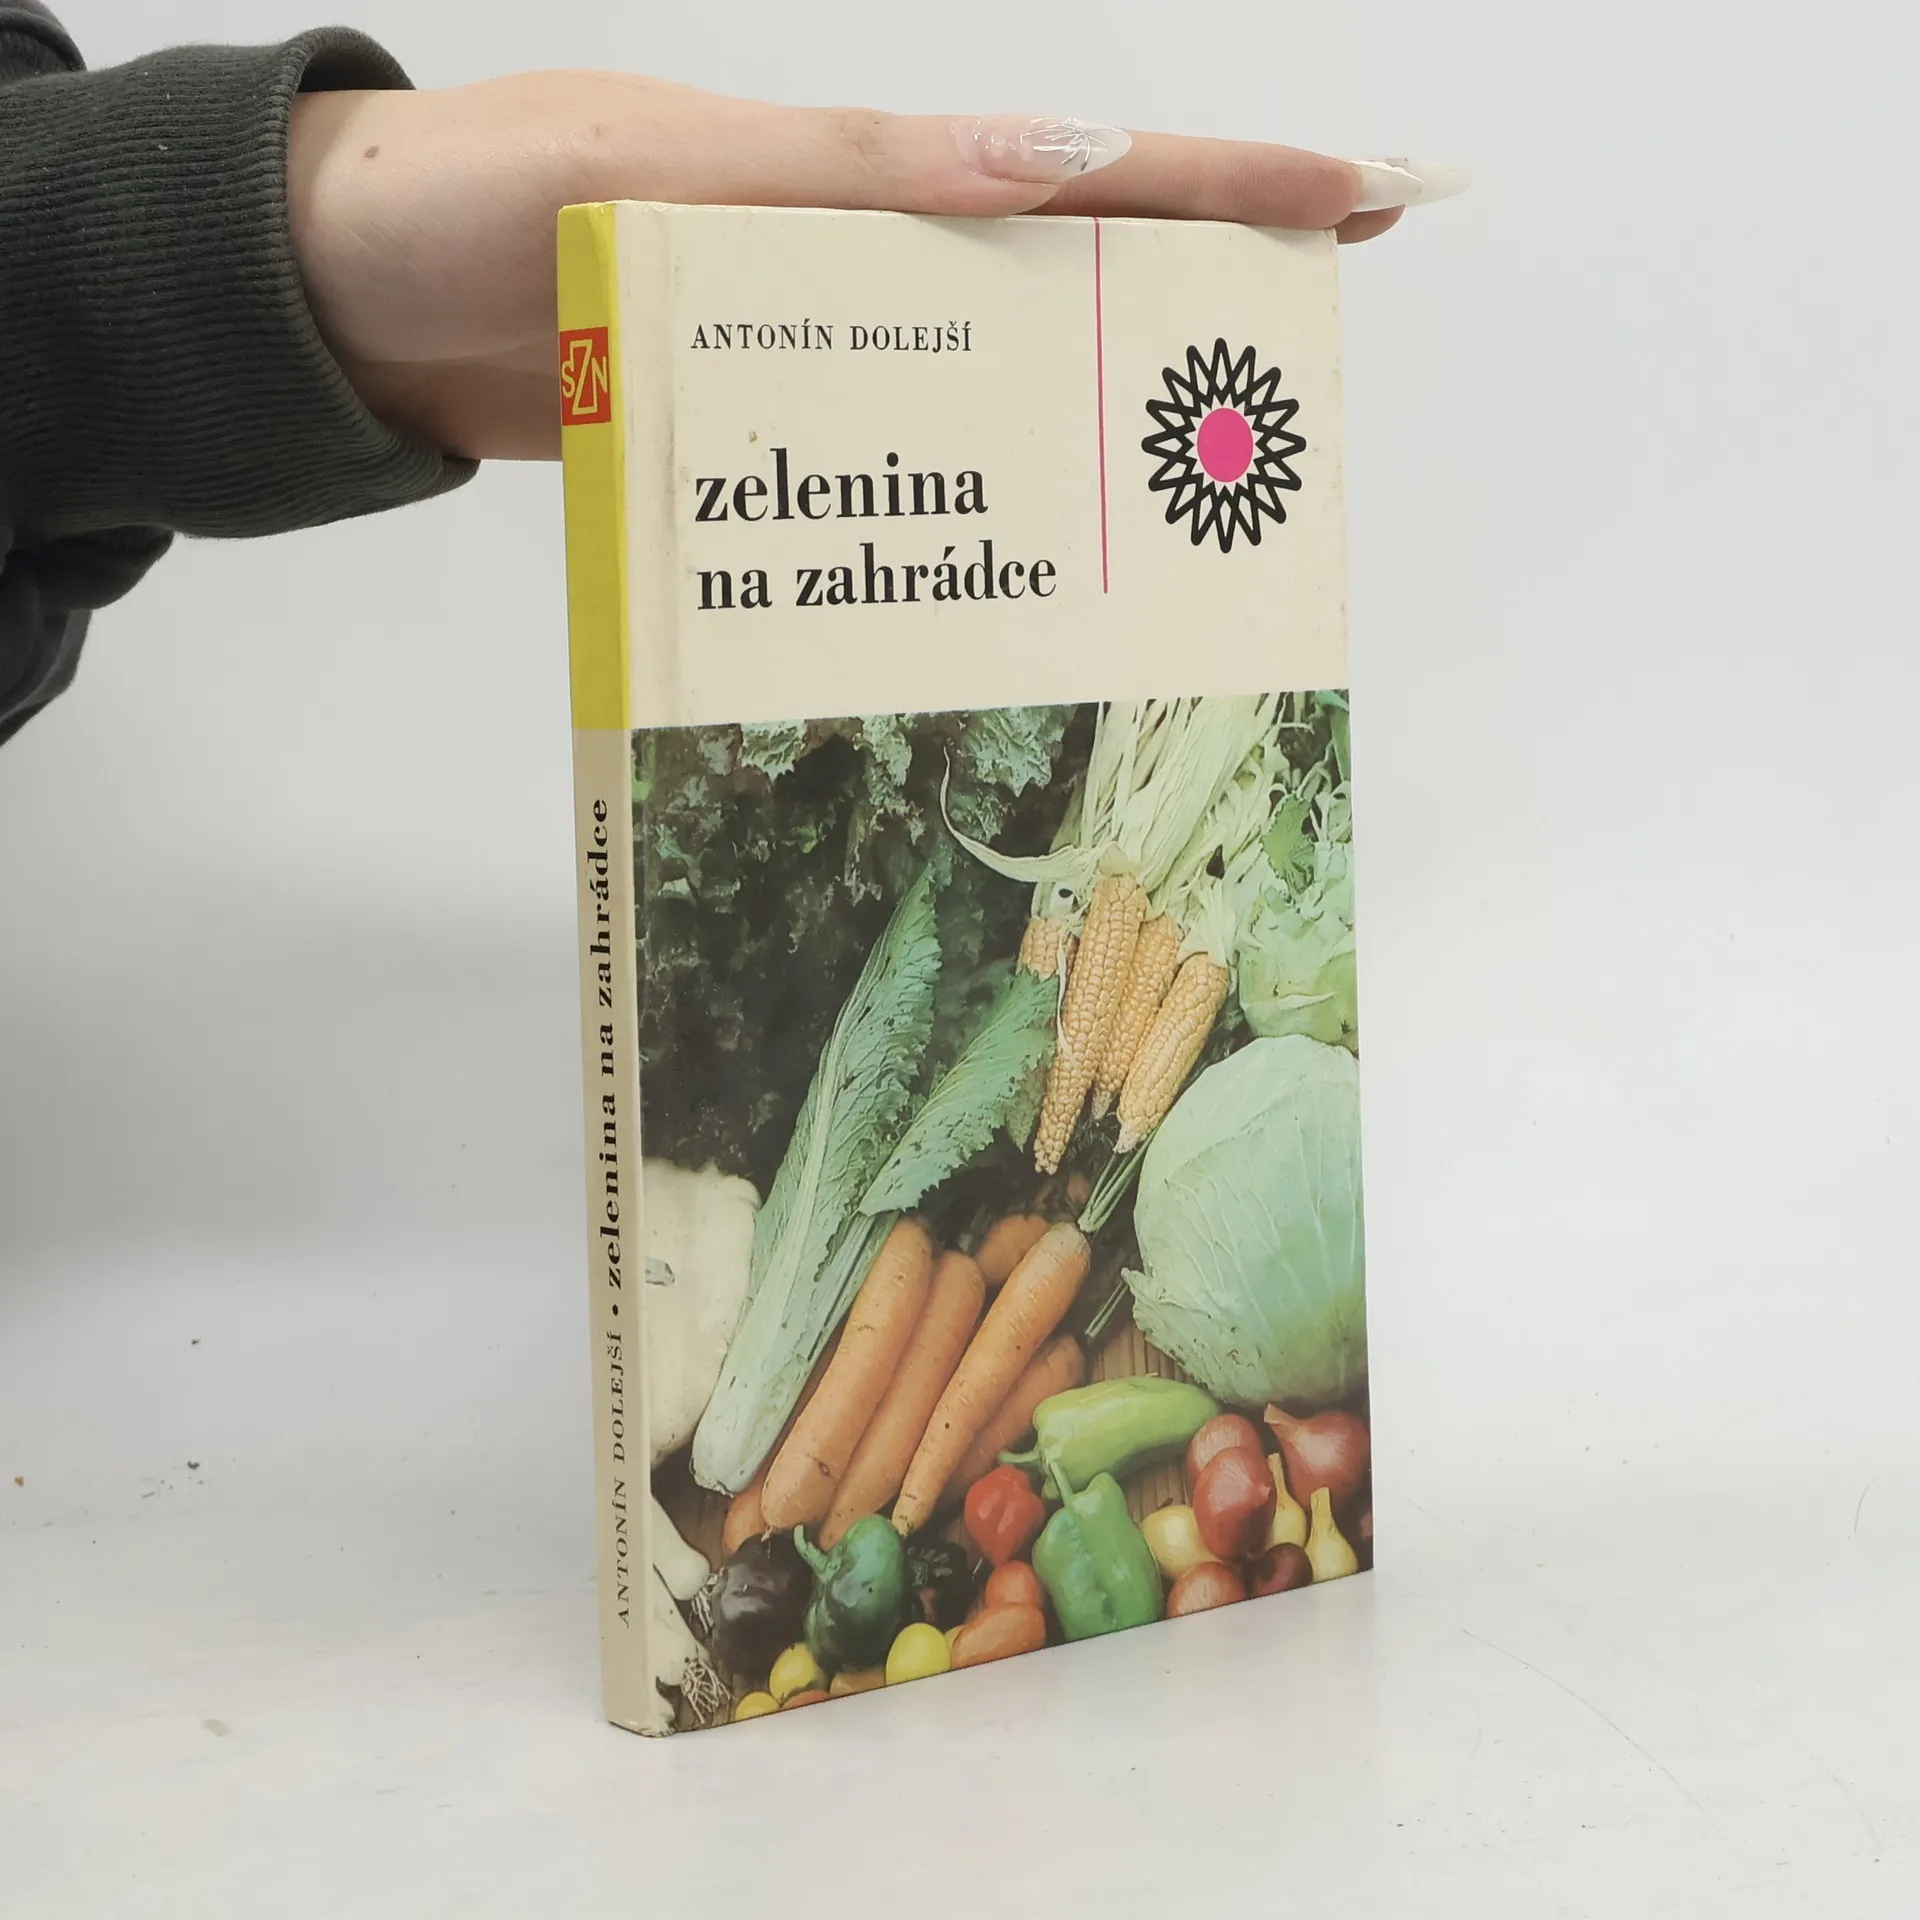 ANTONÍN DOLEJŠÍ
zelenina
na zahrádce
SZN
ANTONÍN DOLEJŠÍ • zelenina na zahrádce